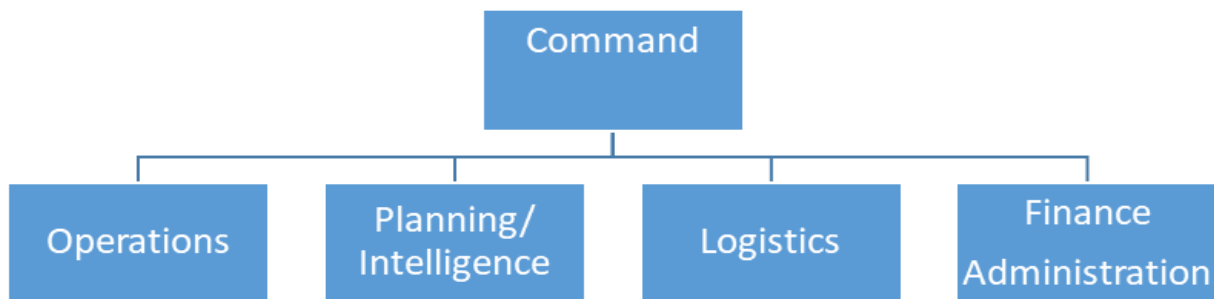 Command
Operations
Planning/
Intelligence
Logistics
Finance
Administration